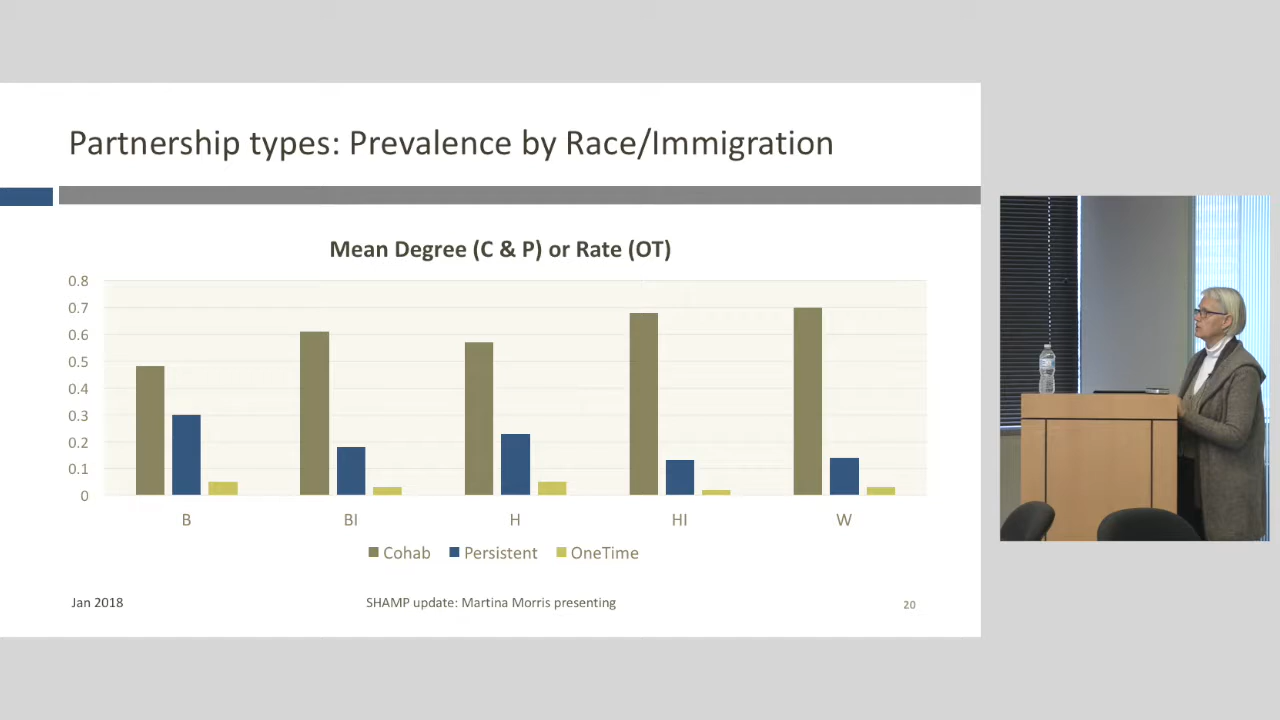 Partnership types: Prevalence by Race/Immigration
Mean Degree (C & P) or Rate (OT)
0.8
0.7
0.6
0.5
0.4
0.3
0.2
0.1
0
B BI H HI W
Cohab Persistent OneTime
Jan 2018 SHAMP update: Martina Morris presenting 20